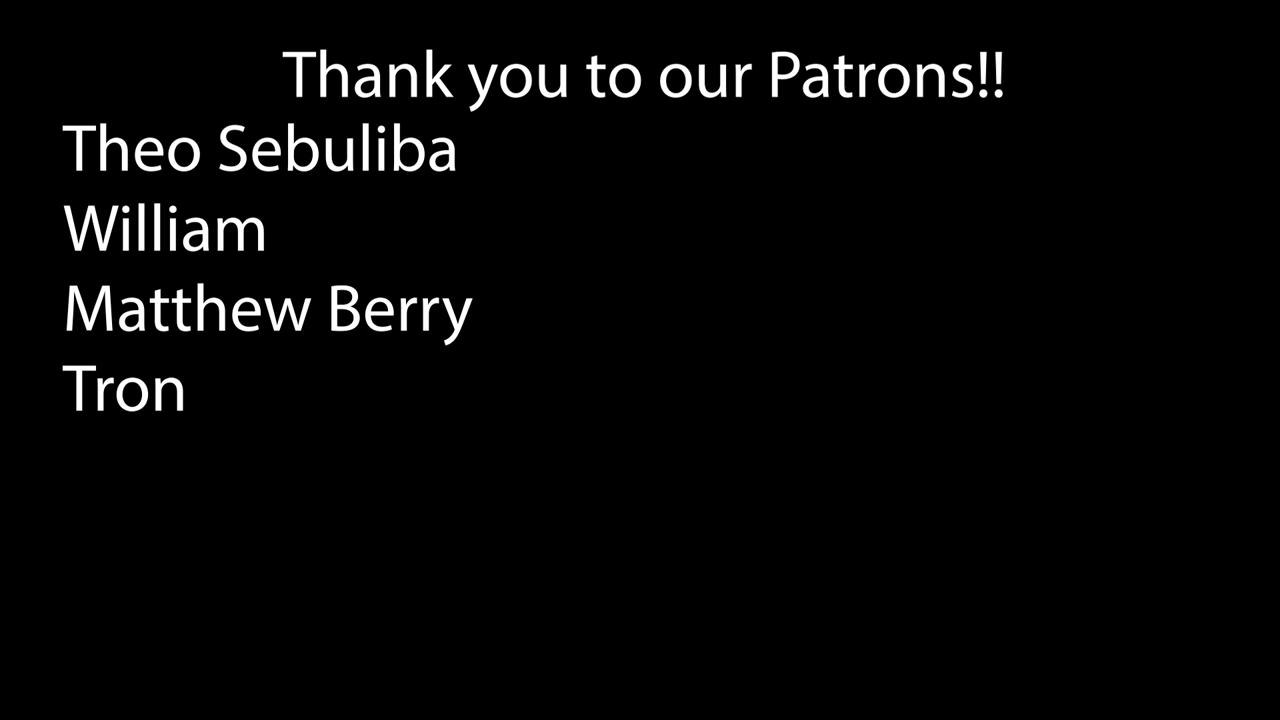 Thank you to our Patrons!!
Theo Sebuliba
William
Matthew Berry
Tron